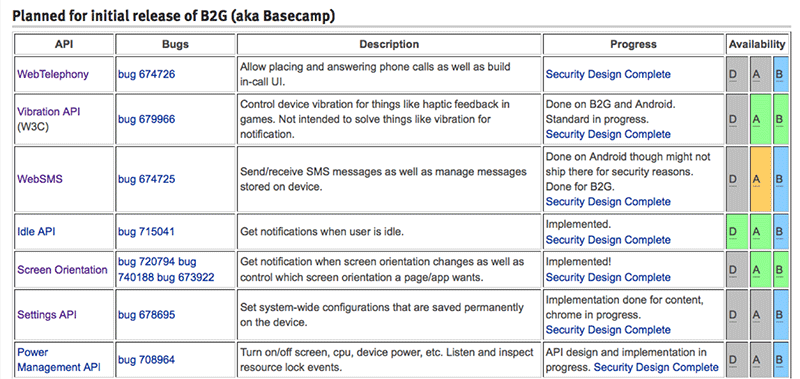 Planned for initial release of B2G (aka Basecamp)
API Bugs Description Progress Availability
WebTelephony bug 674726 Allow placing and answering phone calls as well as build in-call UI. Security Design Complete D A B
Vibration API (W3C) bug 679966 Control device vibration for things like haptic feedback in games. Not intended to solve things like vibration for notification. Done on B2G and Android. Standard in progress. Security Design Complete D A B
WebSMS bug 674725 Send/receive SMS messages as well as manage messages stored on device. Done on Android though might not ship there for security reasons. Done for B2G. Security Design Complete D A B
Idle API bug 715041 Get notifications when user is idle. Implemented. Security Design Complete D A B
Screen Orientation bug 720794 bug 740188 bug 673922 Get notification when screen orientation changes as well as control which screen orientation a page/app wants. Implemented! Security Design Complete D A B
Settings API bug 678695 Set system-wide configurations that are saved permanently on the device. Implementation done for content, chrome in progress. Security Design Complete D A B
Power Management API bug 708964 Turn on/off screen, cpu, device power, etc. Listen and inspect resource lock events. API design and implementation in progress. Security Design Complete D A B